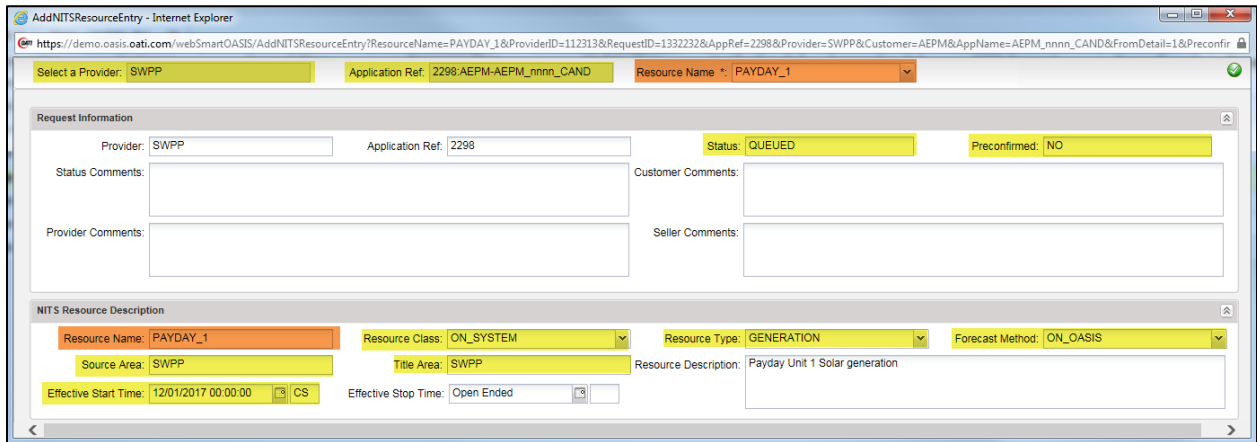 AddNITSResourceEntry - Internet Explorer
https://demo.oasis.oati.com/webSmartOASIS/AddNITSResourceEntry?ResourceName=PAYDAY_1&ProviderID=112313&RequestID=1332232&AppRef=2298&Provider=SWPP&Customer=AEPM&AppName=AEPM_nnnn_CAND&FromDetail=1&Preconfir
Select a Provider: SWPP Application Ref: 2298:AEPM-AEPM_nnnn_CAND Resource Name *: PAYDAY_1
Request Information
Provider: SWPP Application Ref: 2298 Status: QUEUED Preconfirmed: NO
Status Comments: Customer Comments:
Provider Comments: Seller Comments:
NITS Resource Description
Resource Name: PAYDAY_1 Resource Class: ON_SYSTEM Resource Type: GENERATION Forecast Method: ON_OASIS
Source Area: SWPP Title Area: SWPP Resource Description: Payday Unit 1 Solar generation
Effective Start Time: 12/01/2017 00:00:00 CS Effective Stop Time: Open Ended